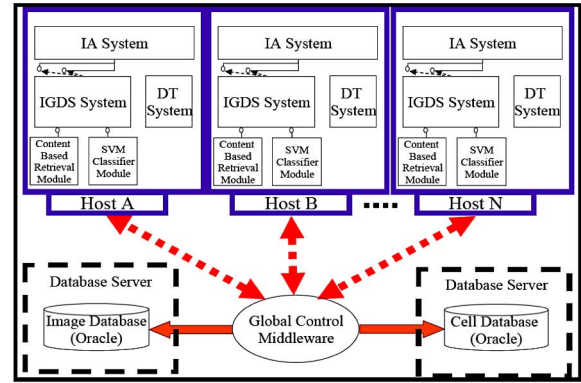 IA System
IGDS System
DT
System
Content
Based
Retrieval
Module
SVM
Classifier
Module
Host A
IA System
IGDS System
DT
System
Content
Based
Retrieval
Module
SVM
Classifier
Module
Host B
IA System
IGDS System
DT
System
Content
Based
Retrieval
Module
SVM
Classifier
Module
Host N
Database Server
Image Database
(Oracle)
Global Control
Middleware
Database Server
Cell Database
(Oracle)